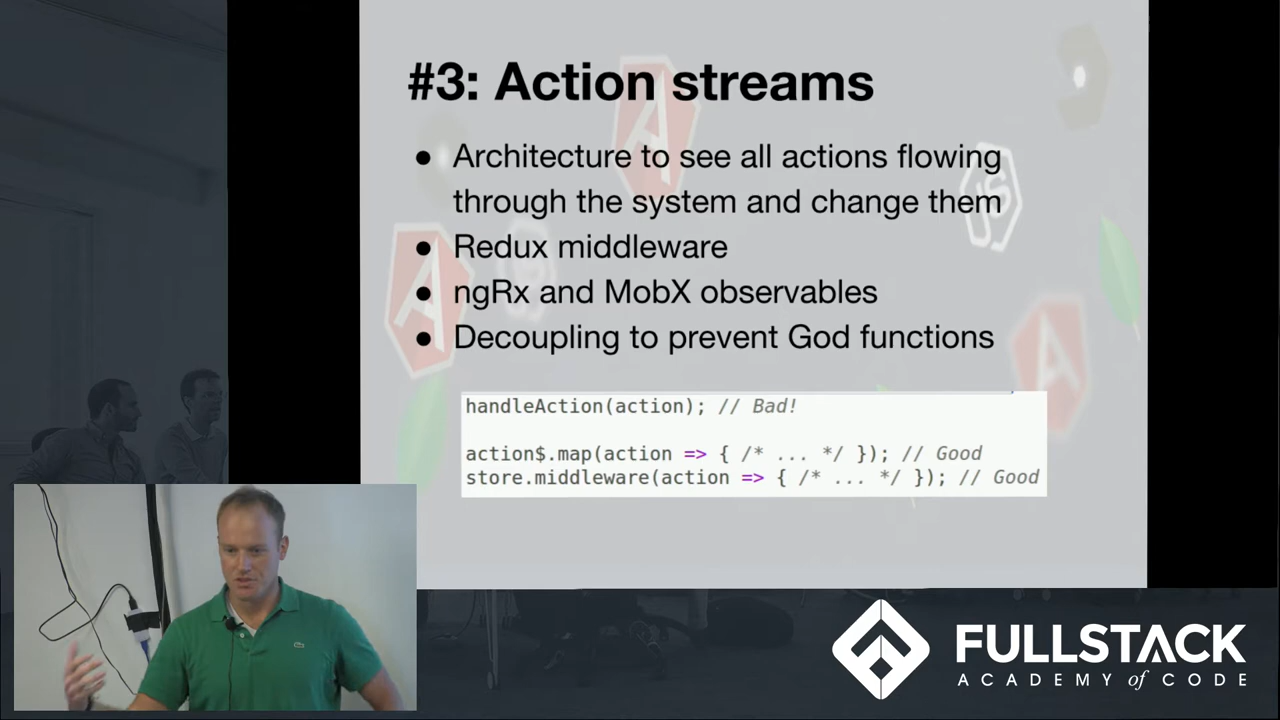 #3: Action streams
● Architecture to see all actions flowing
through the system and change them
● Redux middleware
● ngRx and MobX observables
● Decoupling to prevent God functions
handleAction(action); // Bad!
action$.map(action => { /* ... */ }); // Good
store.middleware(action => { /* ... */ }); // Good
JS
FULLSTACK
ACADEMY of CODE